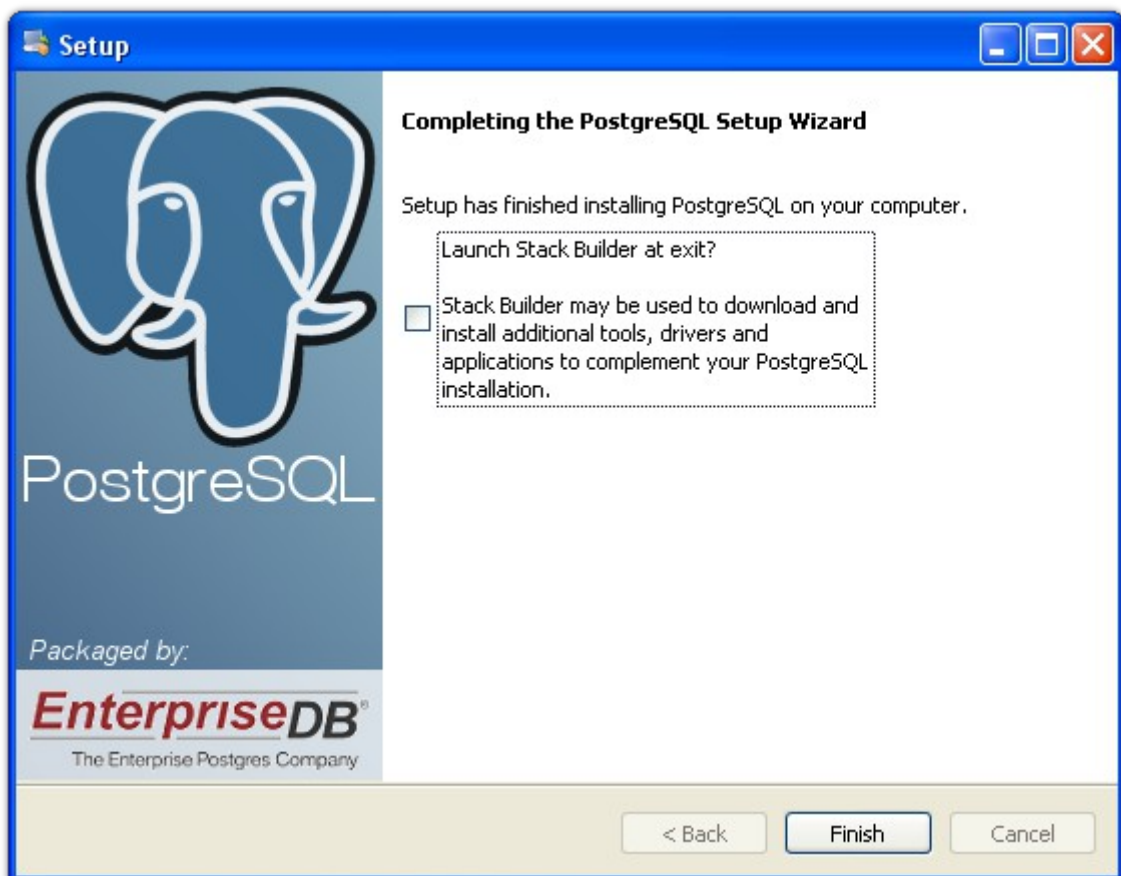 Setup
Completing the PostgreSQL Setup Wizard
Setup has finished installing PostgreSQL on your computer.
Launch Stack Builder at exit?
Stack Builder may be used to download and
install additional tools, drivers and
applications to complement your PostgreSQL
installation.
PostgreSQL
Packaged by:
EnterpriseDB®
The Enterprise Postgres Company
< Back
Finish
Cancel